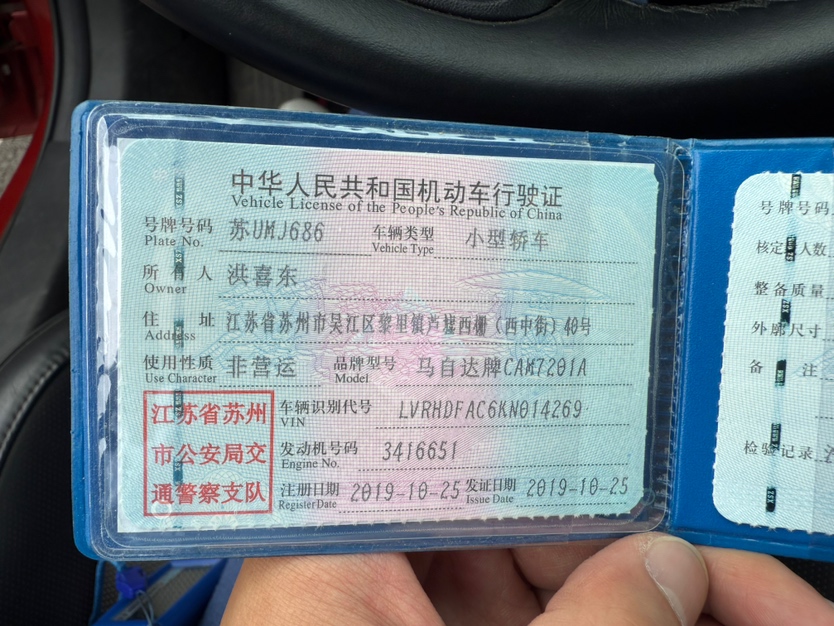 中华人民共和国机动车行驶证
Vehicle License of the People's Republic of China
号牌号码 苏UMJ686 车辆类型 小型轿车
Plate No. Vehicle Type
所有人 洪喜东
Owner
住址 江苏省苏州市吴江区黎里镇芦墟西栅(西中街)40号
Address
使用性质 非营运 品牌型号 马自达牌CAM7201A
Use Character Model
江苏省苏州
市公安局交
通警察支队
车辆识别代号 LVRHDFAC6KN014269
VIN
发动机号码 3416651
Engine No.
注册日期 2019-10-25 发证日期 2019-10-25
Register Date Issue Date
号牌号码
核定人数
整备质量
外廓尺寸
备注
检验记录